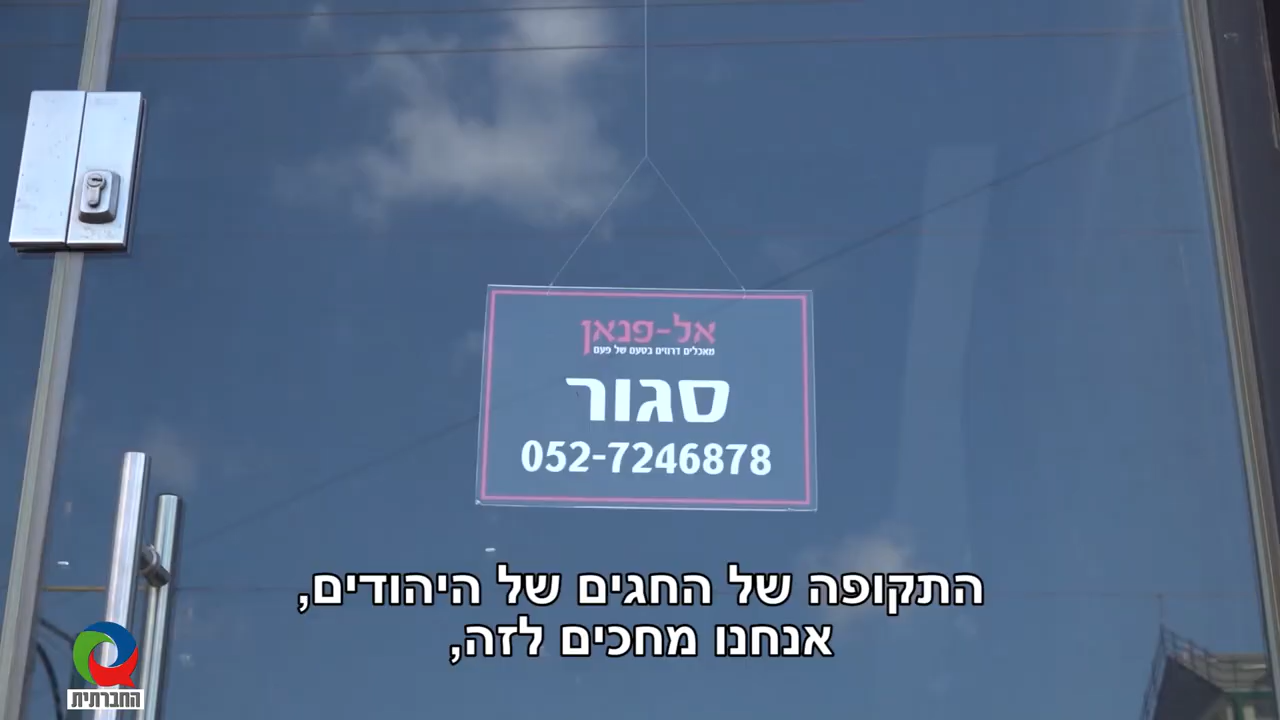 אל-פנאן
מאכלים דרוזים בטעם של פעם
סגור
052-7246878
התקופה של החגים של היהודים,
אנחנו מחכים לזה,
החברתית